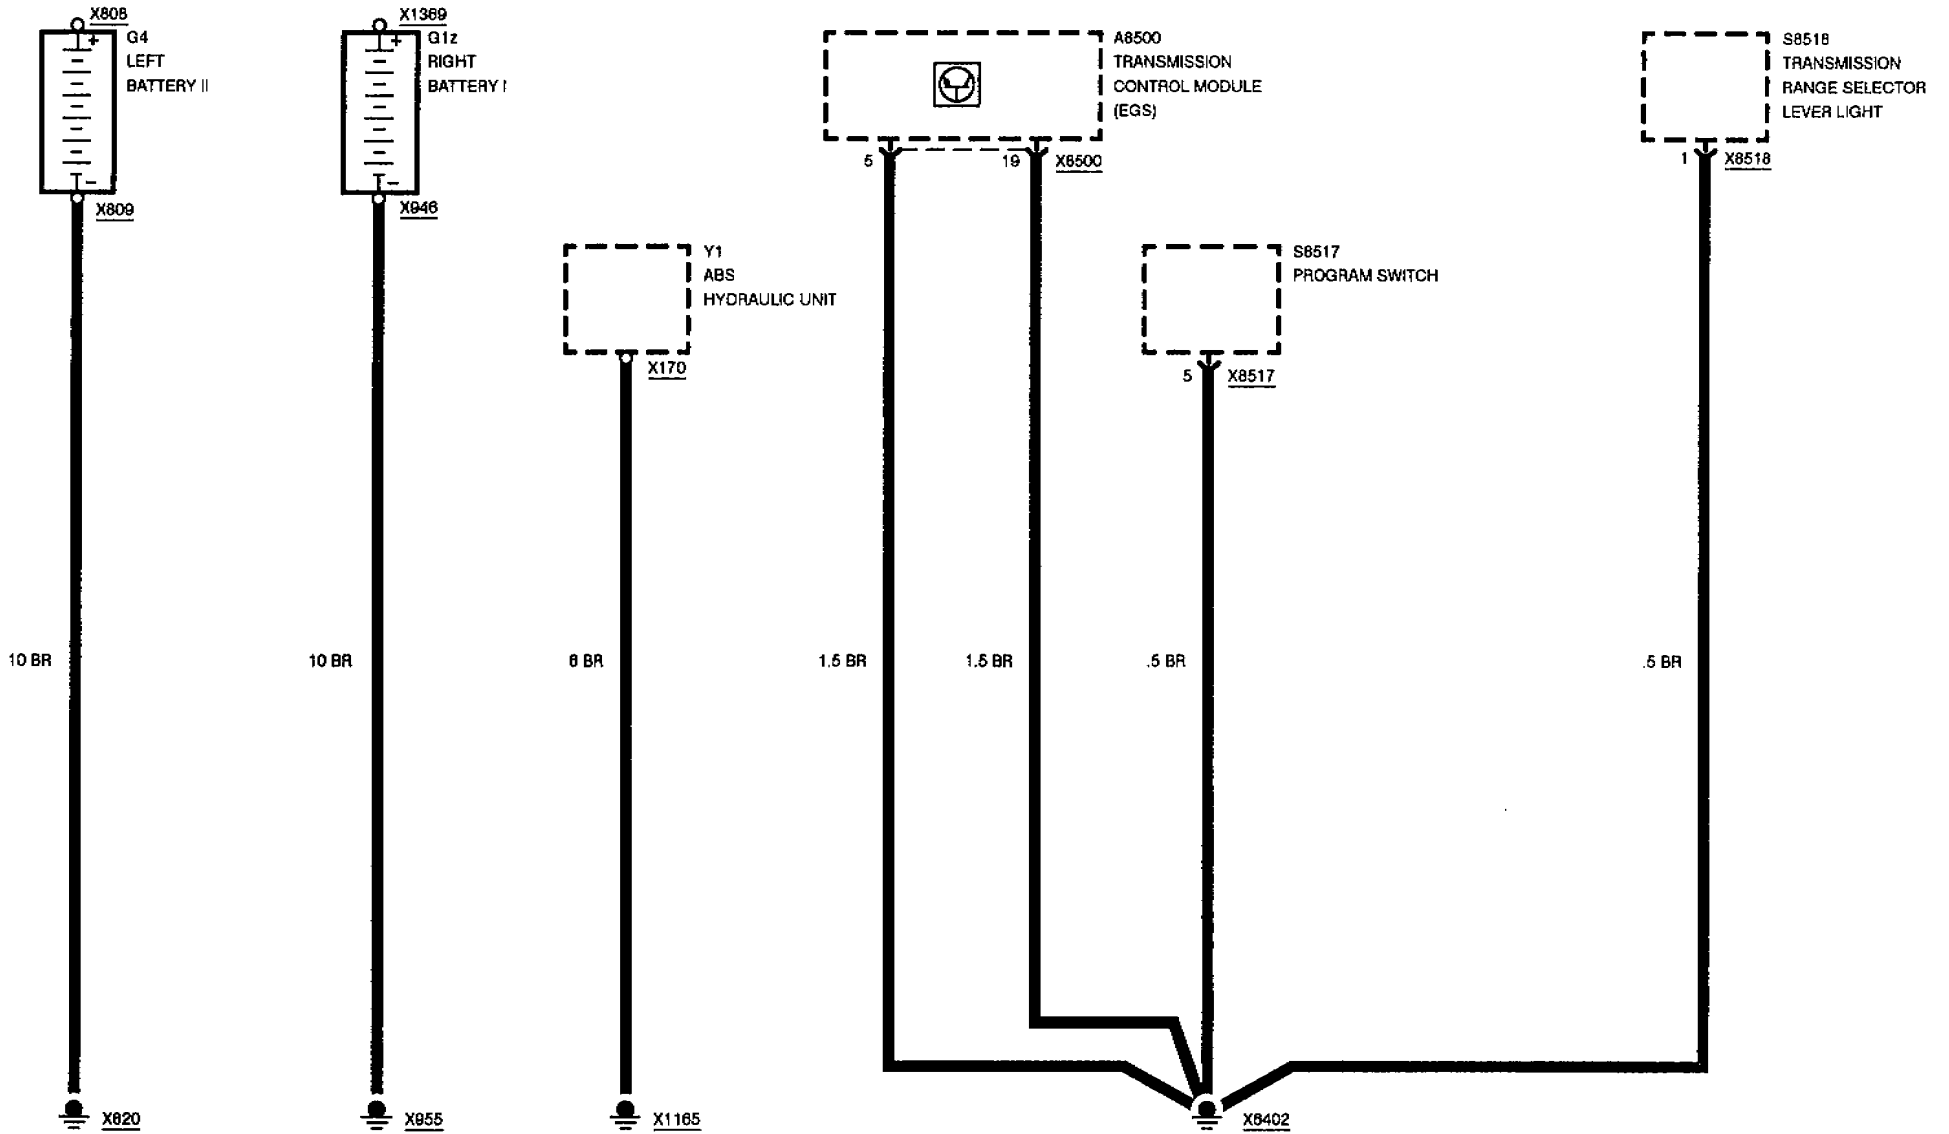 X808
G4
LEFT
BATTERY II
+
–
X809
X1369
G1z
RIGHT
BATTERY I
+
–
X946
Y1
ABS
HYDRAULIC UNIT
X170
A8500
TRANSMISSION
CONTROL MODULE
(EGS)
5
19
X8500
S8517
PROGRAM SWITCH
5
X8517
S8518
TRANSMISSION
RANGE SELECTOR
LEVER LIGHT
1
X8518
10 BR
10 BR
6 BR
1.5 BR
1.5 BR
.5 BR
.5 BR
X820
X955
X1165
X6402